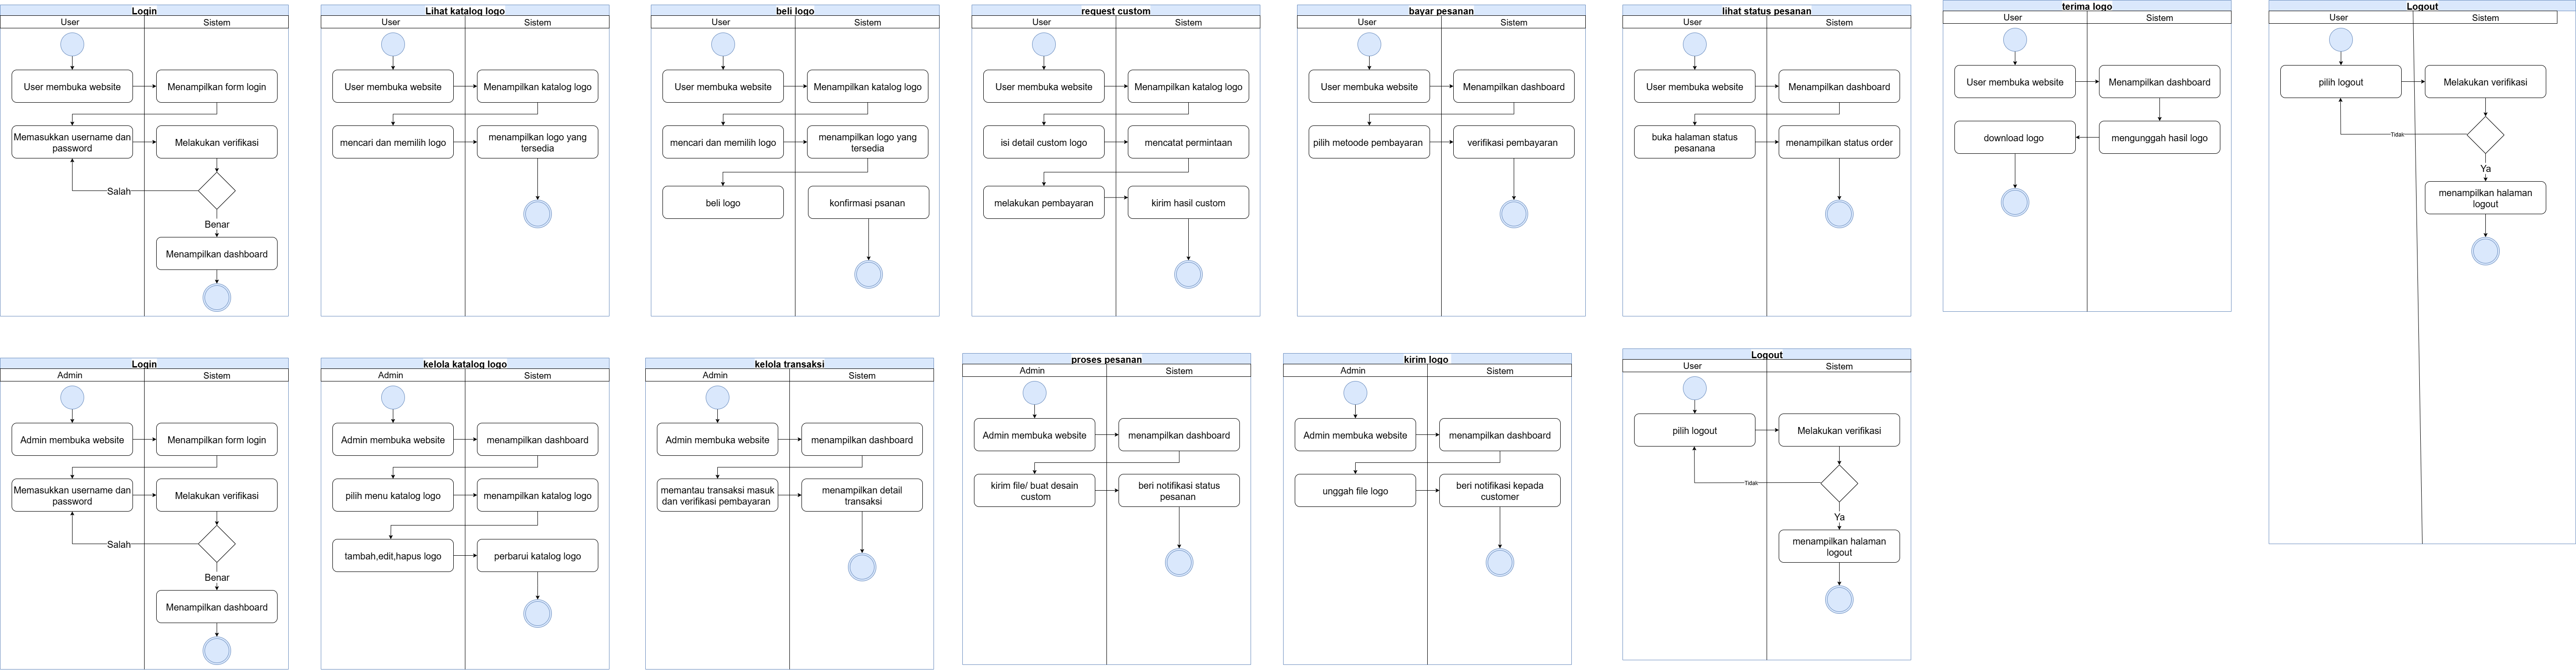 Login
User
Sistem
User membuka website
Menampilkan form login
Memasukkan username dan
password
Melakukan verifikasi
Salah
Benar
Menampilkan dashboard
Lihat katalog logo
User
Sistem
User membuka website
Menampilkan katalog logo
mencari dan memilih logo
menampilkan logo yang
tersedia
beli logo
User
Sistem
User membuka website
Menampilkan katalog logo
mencari dan memilih logo
menampilkan logo yang
tersedia
beli logo
konfirmasi psanan
request custom
User
Sistem
User membuka website
Menampilkan katalog logo
isi detail custom logo
mencatat permintaan
melakukan pembayaran
kirim hasil custom
bayar pesanan
User
Sistem
User membuka website
Menampilkan dashboard
pilih metoode pembayaran
verifikasi pembayaran
lihat status pesanan
User
Sistem
User membuka website
Menampilkan dashboard
buka halaman status
pesanana
menampilkan status order
terima logo
User
Sistem
User membuka website
Menampilkan dashboard
download logo
mengunggah hasil logo
Logout
User
Sistem
pilih logout
Melakukan verifikasi
Tidak
Ya
menampilkan halaman
logout
Login
Admin
Sistem
Admin membuka website
Menampilkan form login
Memasukkan username dan
password
Melakukan verifikasi
Salah
Benar
Menampilkan dashboard
kelola katalog logo
Admin
Sistem
Admin membuka website
menampilkan dashboard
pilih menu katalog logo
menampilkan katalog logo
tambah,edit,hapus logo
perbarui katalog logo
kelola transaksi
Admin
Sistem
Admin membuka website
menampilkan dashboard
memantau transaksi masuk
dan verifikasi pembayaran
menampilkan detail
transaksi
proses pesanan
Admin
Sistem
Admin membuka website
menampilkan dashboard
kirim file/ buat desain
custom
beri notifikasi status
pesanan
kirim logo
Admin
Sistem
Admin membuka website
menampilkan dashboard
unggah file logo
beri notifikasi kepada
customer
Logout
User
Sistem
pilih logout
Melakukan verifikasi
Tidak
Ya
menampilkan halaman
logout